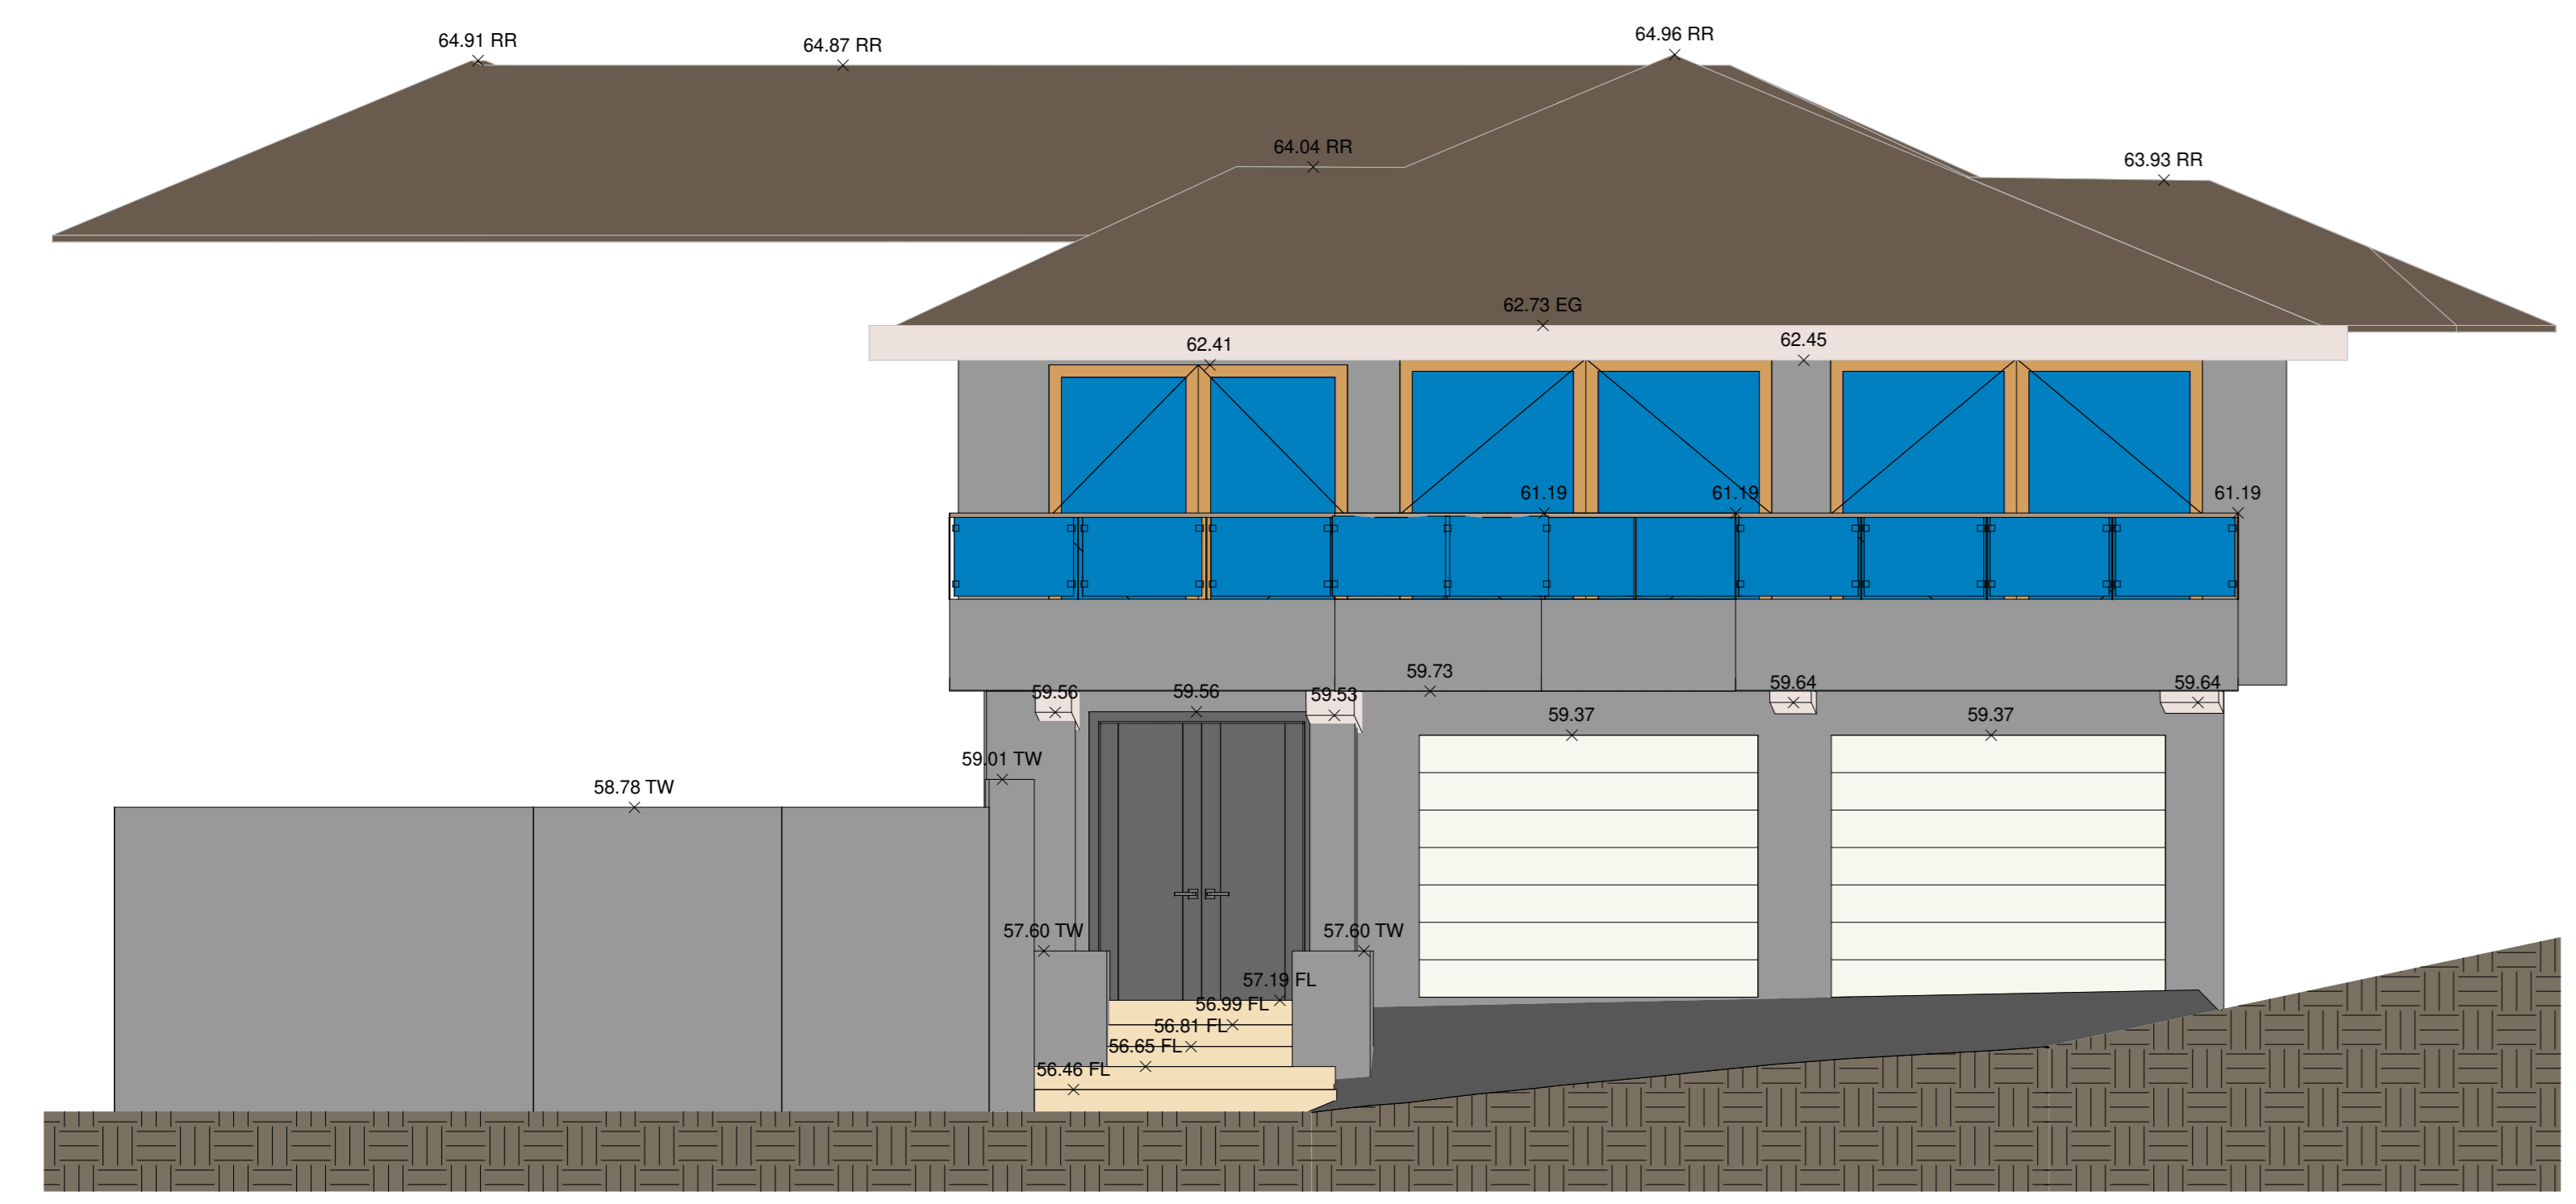 64.96 RR
64.91 RR
64.87 RR
64.04 RR
63.93 RR
62.73 EG
62.41
62.45
61.19
61.19
61.19
59.73
59.56
59.56
59.53
59.64
59.64
59.37
59.37
59.01 TW
58.78 TW
57.60 TW
57.60 TW
57.19 FL
56.99 FL
56.81 FL
56.65 FL
56.46 FL